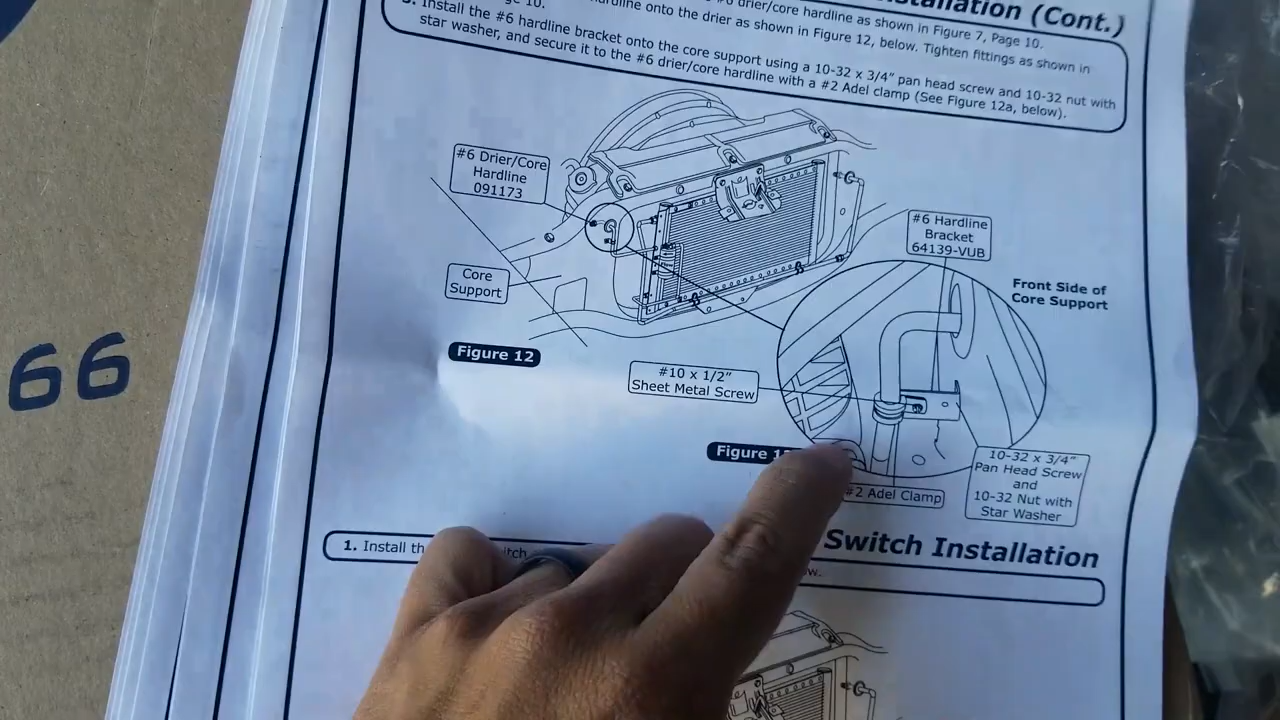 Installation (Cont.)
#6 drier/core hardline as shown in Figure 7, Page 10.
10.
hardline onto the drier as shown in Figure 12, below. Tighten fittings as shown in
Install the #6 hardline bracket onto the core support using a 10-32 x 3/4" pan head screw and 10-32 nut with
star washer, and secure it to the #6 drier/core hardline with a #2 Adel clamp (See Figure 12a, below).
#6 Drier/Core
Hardline
091173
#6 Hardline
Bracket
64139-VUB
Core
Support
Front Side of
Core Support
Figure 12
#10 x 1/2"
Sheet Metal Screw
66
Figure
10-32 x 3/4"
Pan Head Screw
and
10-32 Nut with
Star Washer
#2 Adel Clamp
Switch Installation
1. Install